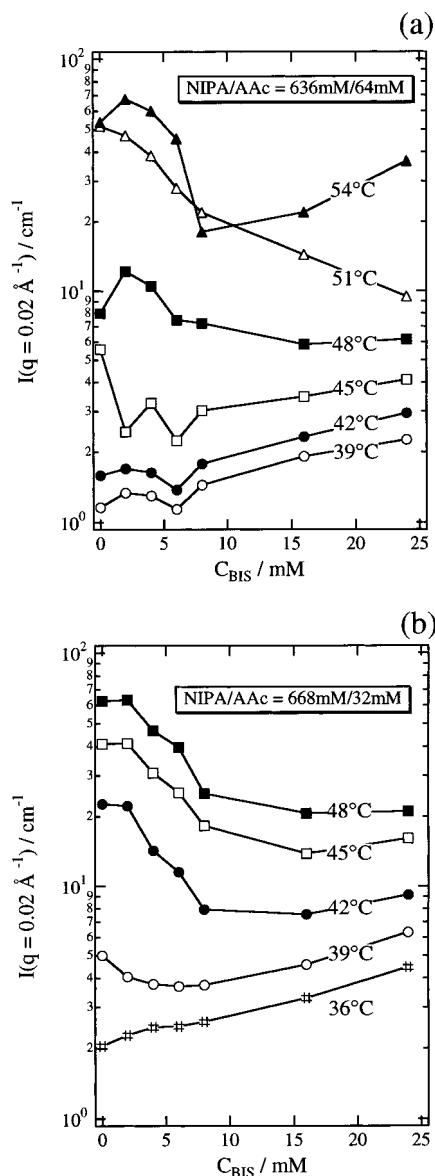 (a)
10²
9
8
7
6
5
4
3
2
10¹
9
8
7
6
5
4
3
2
10⁰
I(q = 0.02 Å⁻¹) / cm⁻¹
NIPA/AAc = 636mM/64mM
54°C
51°C
48°C
45°C
42°C
39°C
0 5 10 15 20 25
C_BIS / mM
(b)
10²
9
8
7
6
5
4
3
2
10¹
9
8
7
6
5
4
3
2
10⁰
I(q = 0.02 Å⁻¹) / cm⁻¹
NIPA/AAc = 668mM/32mM
48°C
45°C
42°C
39°C
36°C
0 5 10 15 20 25
C_BIS / mM